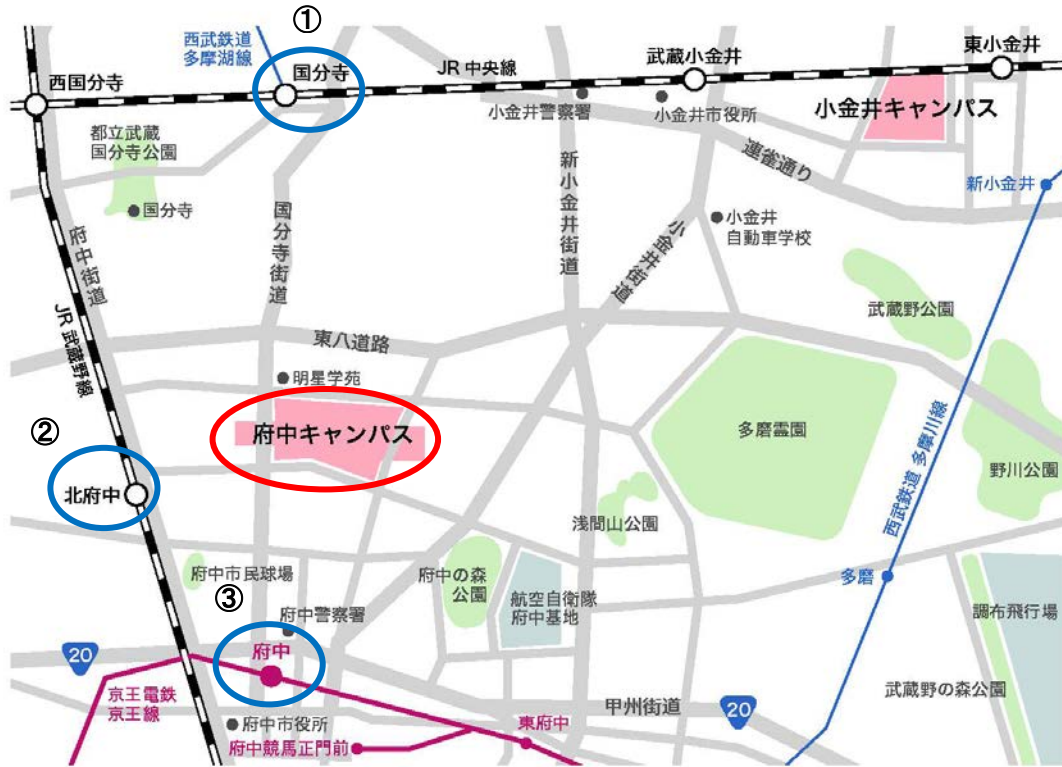 ①
西武鉄道
多摩湖線
国分寺
西国分寺
JR 中央線
武蔵小金井
東小金井
小金井警察署
小金井市役所
小金井キャンパス
都立武蔵
国分寺公園
国分寺
連雀通り
新小金井
新小金井街道
国分寺街道
小金井街道
小金井
自動車学校
府中街道
JR 武蔵野線
武蔵野公園
東八道路
明星学苑
②
府中キャンパス
多磨霊園
西武鉄道 多摩川線
野川公園
北府中
浅間山公園
府中市民球場
府中の森
公園
航空自衛隊
府中基地
多磨
調布飛行場
③
府中警察署
府中
20
京王電鉄
京王線
武蔵野の森公園
甲州街道
20
府中市役所
東府中
府中競馬正門前